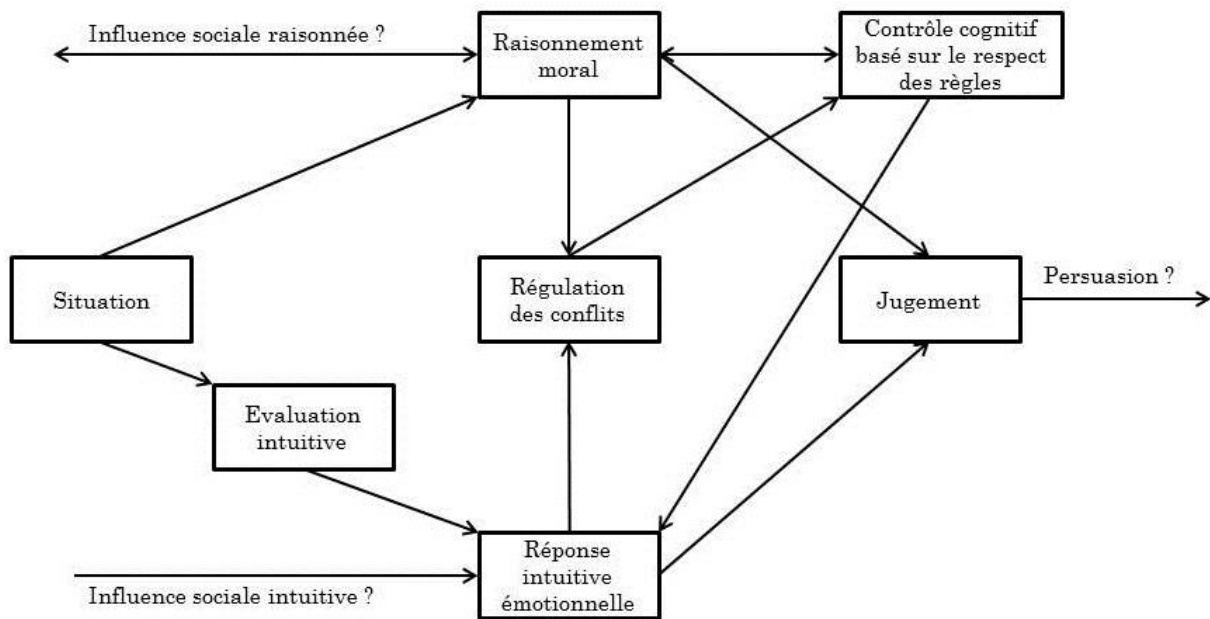 Influence sociale raisonnée ?
Raisonnement
moral
Contrôle cognitif
basé sur le respect
des règles
Situation
Régulation
des conflits
Jugement
Persuasion ?
Evaluation
intuitive
Réponse
intuitive
émotionnelle
Influence sociale intuitive ?